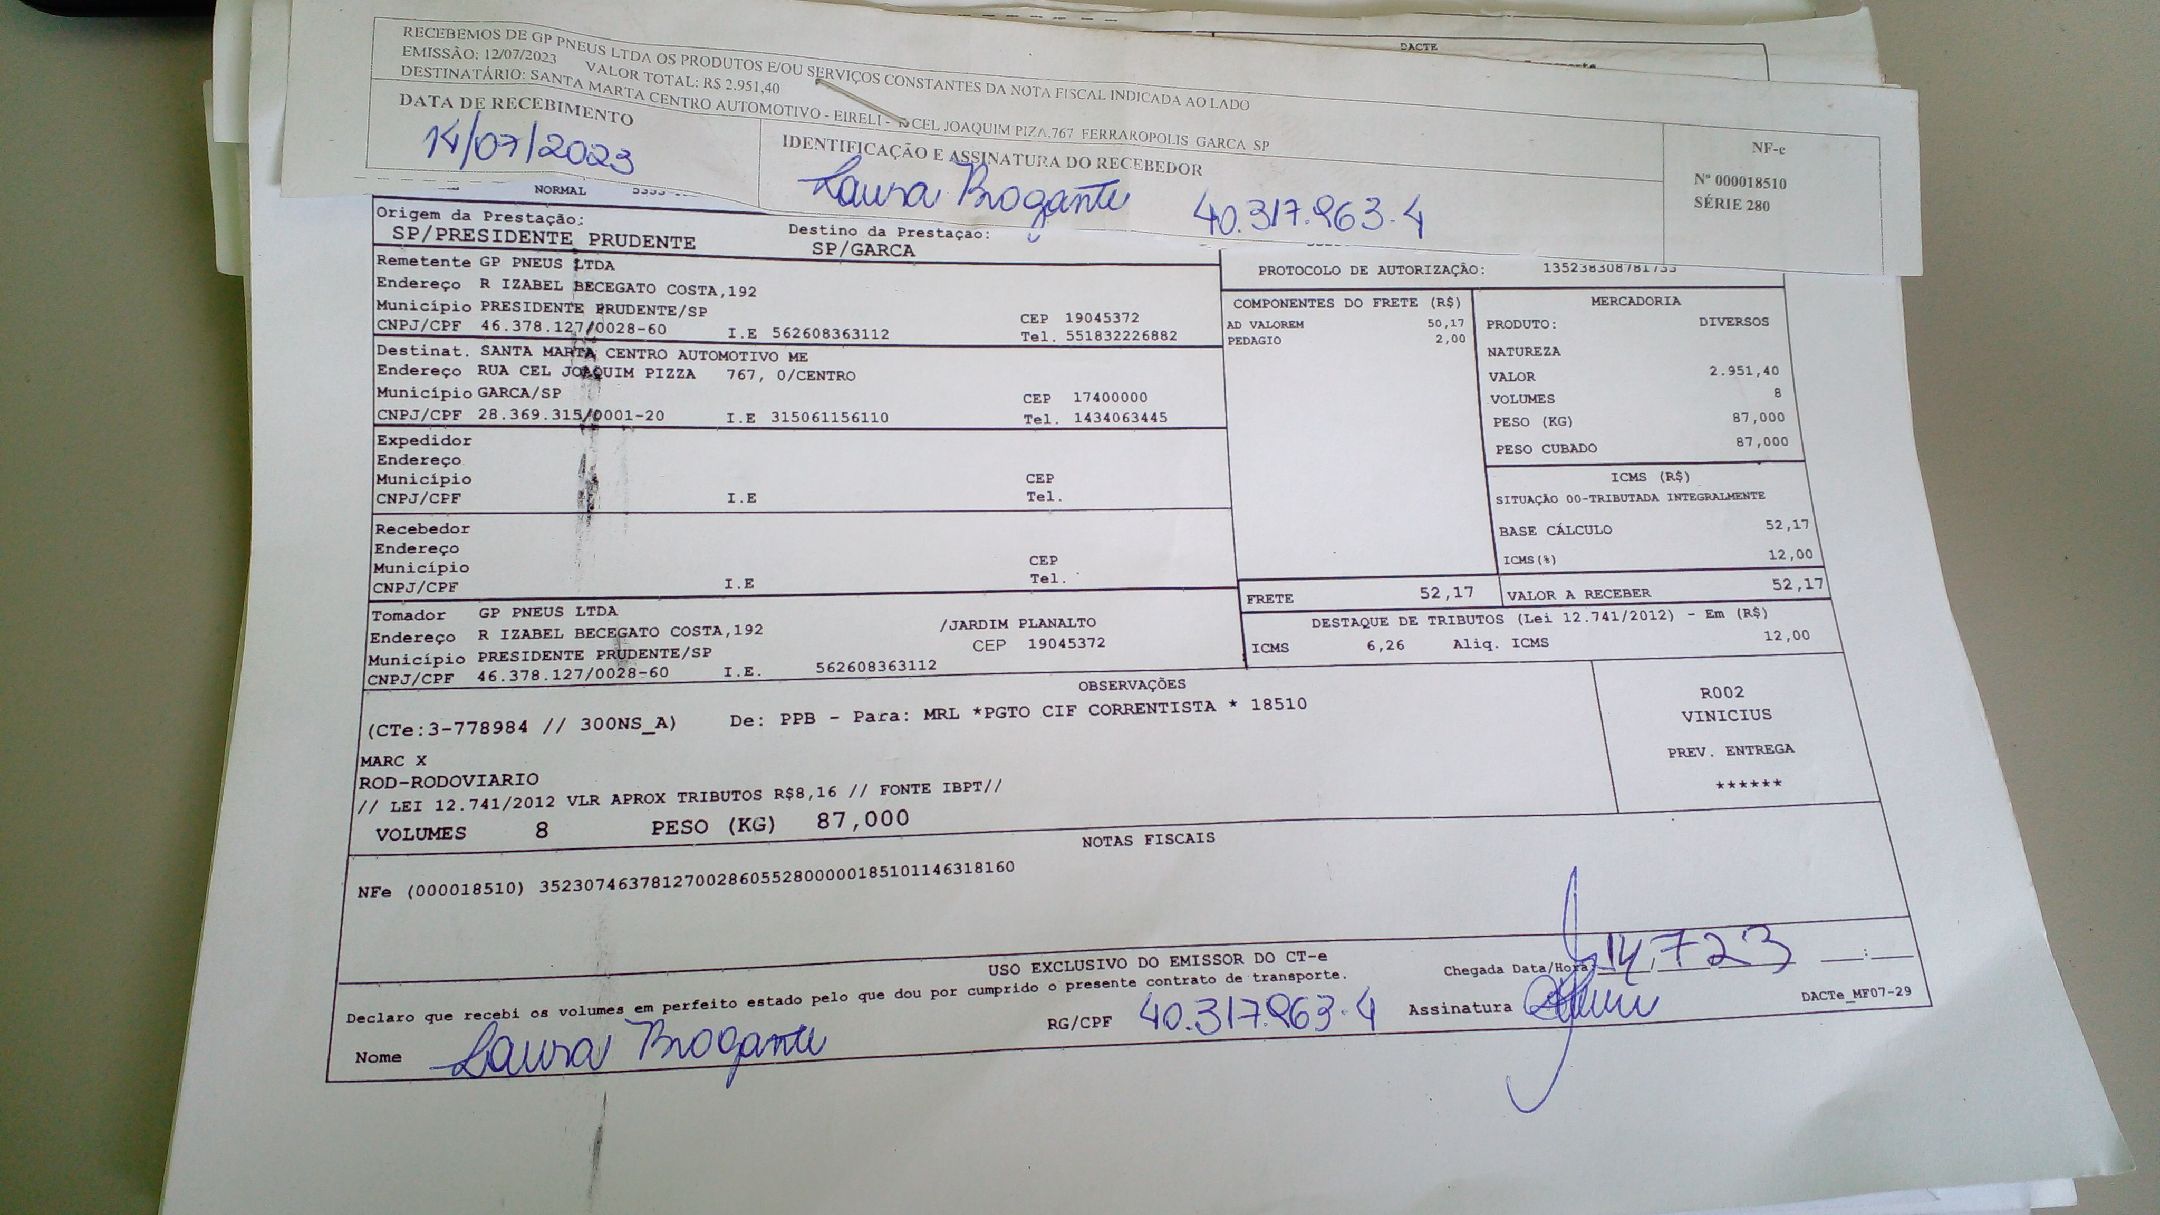 DACTE
RECEBEMOS DE GP PNEUS LTDA OS PRODUTOS E/OU SERVIÇOS CONSTANTES DA NOTA FISCAL INDICADA AO LADO
EMISSÃO: 12/07/2023 VALOR TOTAL: R$ 2.951,40
DESTINATÁRIO: SANTA MARTA CENTRO AUTOMOTIVO - EIRELI - CEL JOAQUIM PIZA,767 FERRAROPOLIS GARCA SP
DATA DE RECEBIMENTO
14/07/2023
IDENTIFICAÇÃO E ASSINATURA DO RECEBEDOR
Laura Brogante 40.317.963-4
NF-e
Nº 000018510
SÉRIE 280
NORMAL
Origem da Prestação:
SP/PRESIDENTE PRUDENTE
Destino da Prestação:
SP/GARCA
PROTOCOLO DE AUTORIZAÇÃO:
Remetente GP PNEUS LTDA
Endereço R IZABEL BECEGATO COSTA,192
Município PRESIDENTE PRUDENTE/SP CEP 19045372
CNPJ/CPF 46.378.127/0028-60 I.E 562608363112 Tel. 551832226882
Destinat. SANTA MARTA CENTRO AUTOMOTIVO ME
Endereço RUA CEL JOAQUIM PIZZA 767, 0/CENTRO
Município GARCA/SP CEP 17400000
CNPJ/CPF 28.369.315/0001-20 I.E 315061156110 Tel. 1434063445
Expedidor
Endereço
Município CEP
CNPJ/CPF I.E Tel.
Recebedor
Endereço
Município CEP
CNPJ/CPF I.E Tel.
Tomador GP PNEUS LTDA
Endereço R IZABEL BECEGATO COSTA,192 /JARDIM PLANALTO
Município PRESIDENTE PRUDENTE/SP CEP 19045372
CNPJ/CPF 46.378.127/0028-60 I.E. 562608363112
COMPONENTES DO FRETE (R$)
AD VALOREM 50,17
PEDAGIO 2,00
MERCADORIA
PRODUTO: DIVERSOS
NATUREZA
VALOR 2.951,40
VOLUMES 8
PESO (KG) 87,000
PESO CUBADO 87,000
ICMS (R$)
SITUAÇÃO 00-TRIBUTADA INTEGRALMENTE
BASE CÁLCULO 52,17
ICMS(%) 12,00
FRETE 52,17 VALOR A RECEBER 52,17
DESTAQUE DE TRIBUTOS (Lei 12.741/2012) - Em (R$)
ICMS 6,26 Aliq. ICMS 12,00
OBSERVAÇÕES
(CTe:3-778984 // 300NS_A) De: PPB - Para: MRL *PGTO CIF CORRENTISTA * 18510
MARC X
ROD-RODOVIARIO
// LEI 12.741/2012 VLR APROX TRIBUTOS R$8,16 // FONTE IBPT//
VOLUMES 8 PESO (KG) 87,000
R002
VINICIUS
PREV. ENTREGA
******
NOTAS FISCAIS
NFe (000018510) 35230746378127002860552800000185101146318160
USO EXCLUSIVO DO EMISSOR DO CT-e
Declaro que recebi os volumes em perfeito estado pelo que dou por cumprido o presente contrato de transporte.
Chegada Data/Hora 14,7 23 __:__
Nome Laura Brogante RG/CPF 40.317.963-4 Assinatura
DACTe_MF07-29